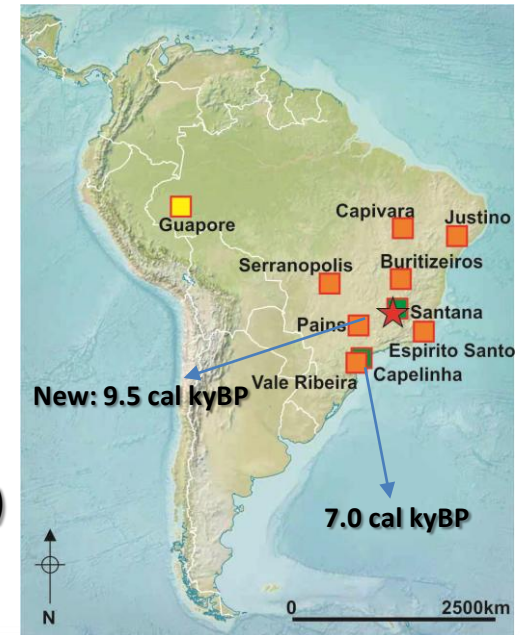 Capivara
Justino
Guapore
Serranopolis
Buritizeiros
Santana
Pains
Espirito Santo
Vale Ribeira
Capelinha
New: 9.5 cal kyBP
7.0 cal kyBP
)
N
0
2500km